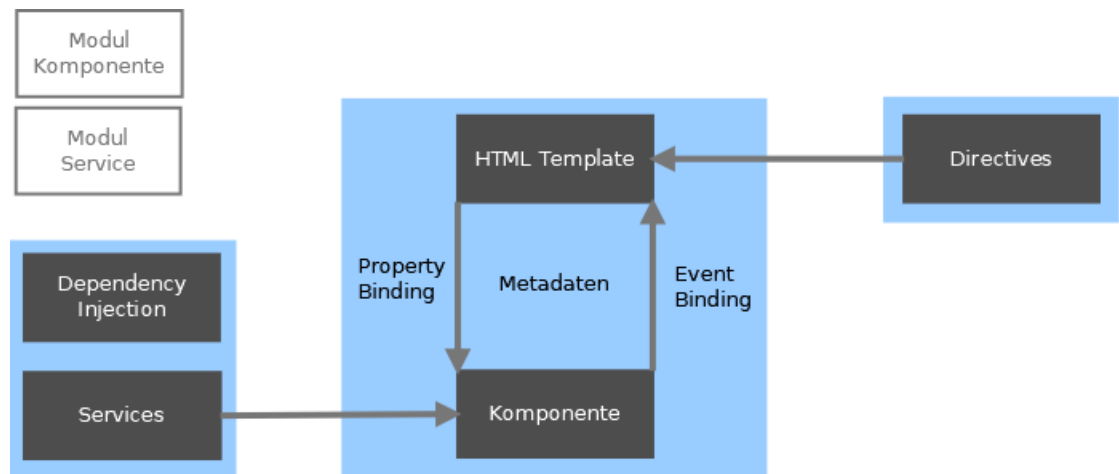 Modul
Komponente
Modul
Service
HTML Template
Directives
Dependency
Injection
Property
Binding
Metadaten
Event
Binding
Services
Komponente